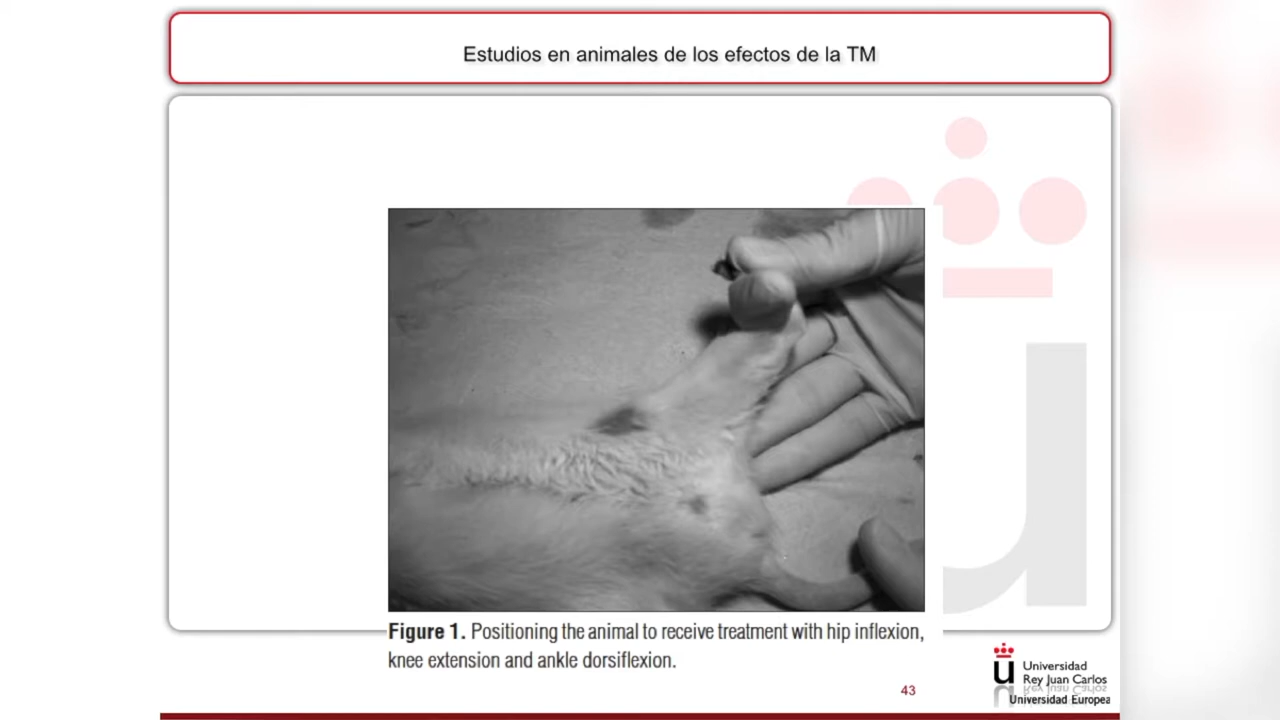 Estudios en animales de los efectos de la TM
Figure 1. Positioning the animal to receive treatment with hip inflexion,
knee extension and ankle dorsiflexion.
43
Universidad
Rey Juan Carlos
Universidad Europea